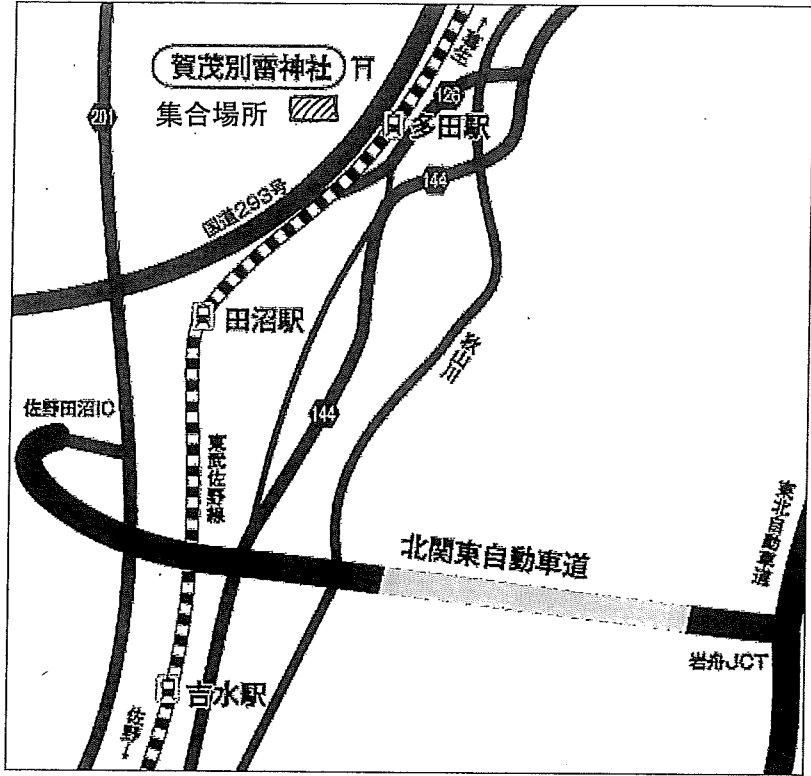 賀茂別雷神社
集合場所
201
128
多田駅
144
国道293号
田沼駅
秋山川
佐野田沼IC
144
東武佐野線
東北自動車道
北関東自動車道
岩舟JCT
吉水駅
佐野